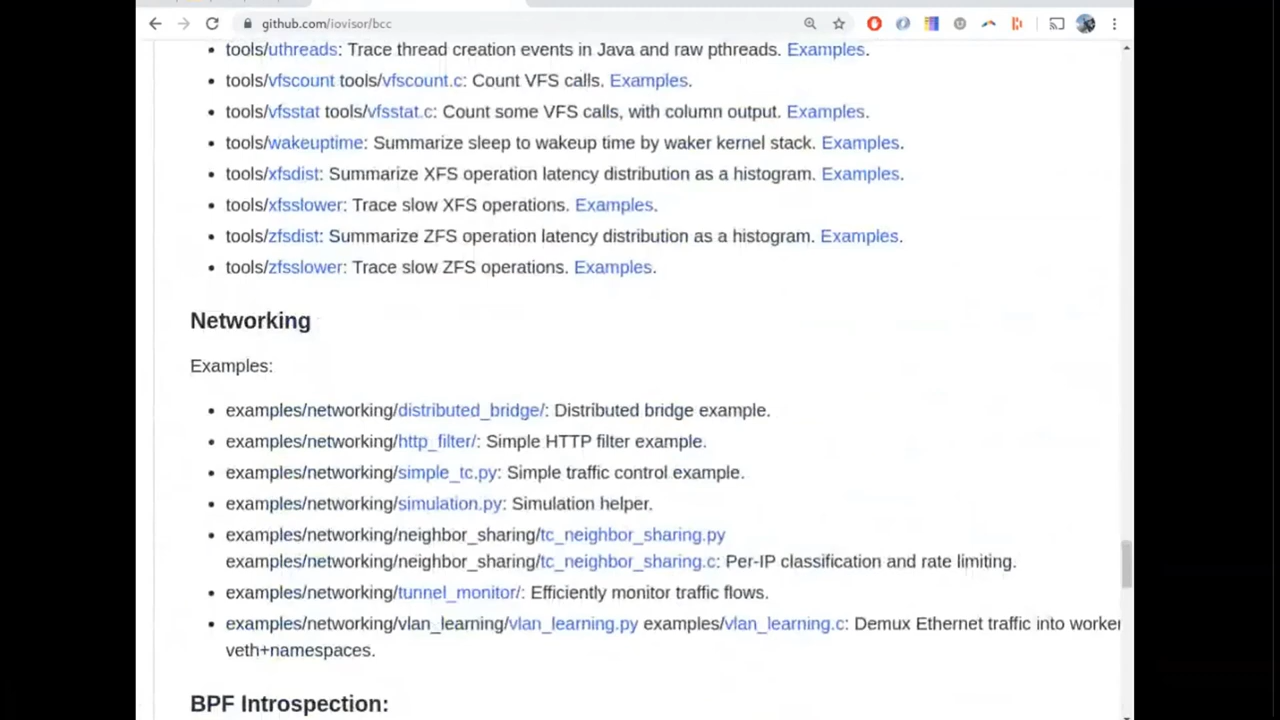 github.com/iovisor/bcc
• tools/uthreads: Trace thread creation events in Java and raw pthreads. Examples.
• tools/vfscount tools/vfscount.c: Count VFS calls. Examples.
• tools/vfsstat tools/vfsstat.c: Count some VFS calls, with column output. Examples.
• tools/wakeuptime: Summarize sleep to wakeup time by waker kernel stack. Examples.
• tools/xfsdist: Summarize XFS operation latency distribution as a histogram. Examples.
• tools/xfsslower: Trace slow XFS operations. Examples.
• tools/zfsdist: Summarize ZFS operation latency distribution as a histogram. Examples.
• tools/zfsslower: Trace slow ZFS operations. Examples.
Networking
Examples:
• examples/networking/distributed_bridge/: Distributed bridge example.
• examples/networking/http_filter/: Simple HTTP filter example.
• examples/networking/simple_tc.py: Simple traffic control example.
• examples/networking/simulation.py: Simulation helper.
• examples/networking/neighbor_sharing/tc_neighbor_sharing.py
examples/networking/neighbor_sharing/tc_neighbor_sharing.c: Per-IP classification and rate limiting.
• examples/networking/tunnel_monitor/: Efficiently monitor traffic flows.
• examples/networking/vlan_learning/vlan_learning.py examples/vlan_learning.c: Demux Ethernet traffic into worker
veth+namespaces.
BPF Introspection: